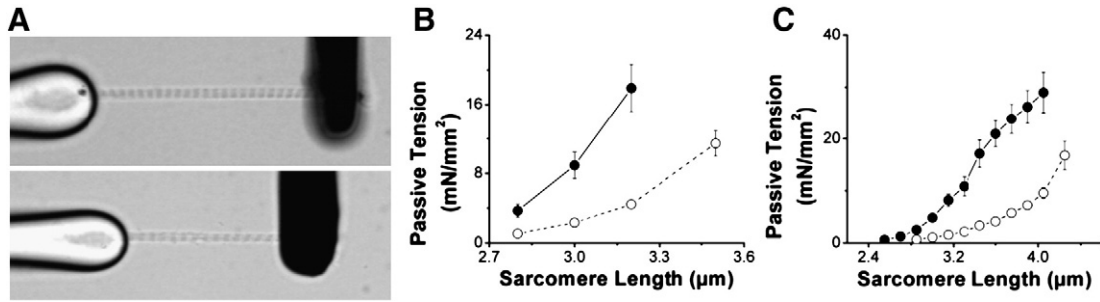 A
B
Passive Tension
(mN/mm²)
24
16
8
0
2.7
3.0
3.3
3.6
Sarcomere Length (µm)
C
Passive Tension
(mN/mm²)
40
20
0
2.4
3.2
4.0
Sarcomere Length (µm)